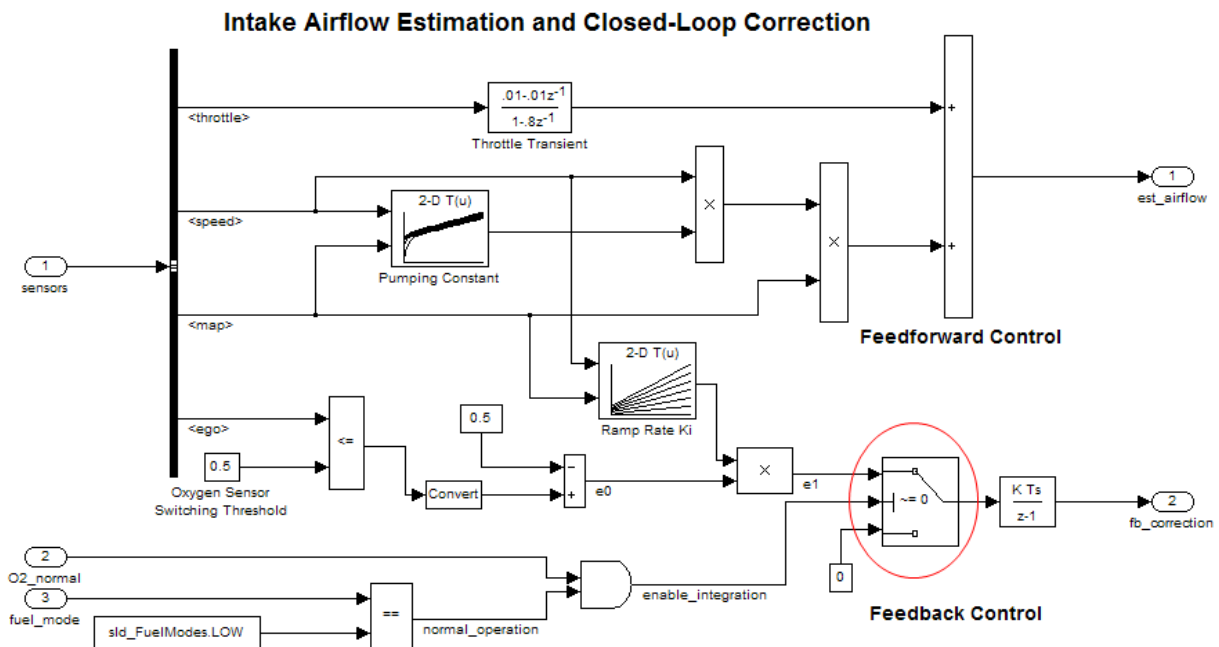 Intake Airflow Estimation and Closed-Loop Correction
.01-.01z⁻¹
1-.8z⁻¹
<throttle>
Throttle Transient
+
1
est_airflow
2-D T(u)
×
<speed>
×
+
Pumping Constant
1
sensors
<map>
Feedforward Control
2-D T(u)
0.5
Ramp Rate Ki
<ego>
<=
0.5
Oxygen Sensor
Switching Threshold
Convert
−
+
e0
×
e1
~= 0
K Ts
z-1
2
fb_correction
0
2
O2_normal
enable_integration
3
fuel_mode
==
normal_operation
sld_FuelModes.LOW
Feedback Control